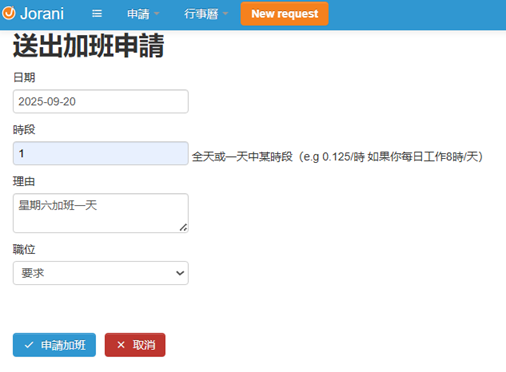 Jorani 申請 行事曆 New request
送出加班申請
日期
2025-09-20
時段
1 全天或一天中某時段（e.g 0.125/時 如果你每日工作8時/天）
理由
星期六加班一天
職位
要求
申請加班 取消